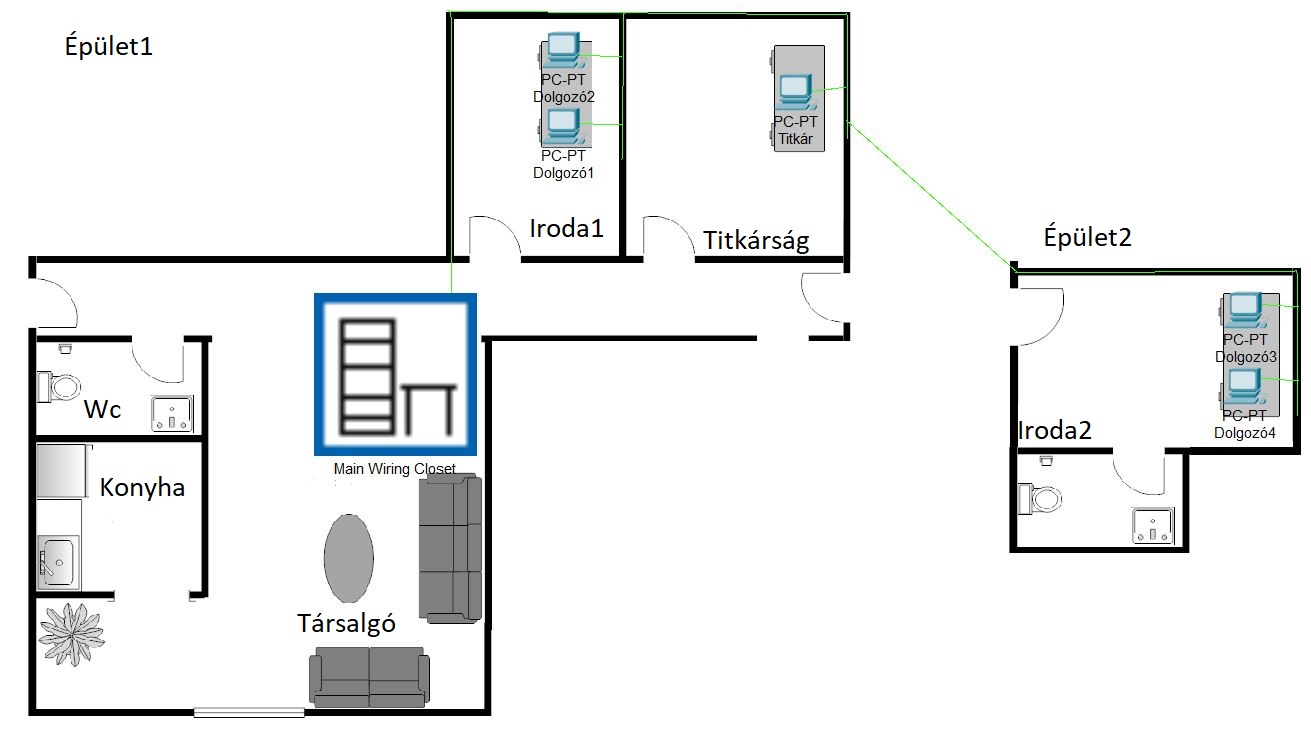 Épület1
PC-PT
Dolgozó2
PC-PT
Dolgozó1
Iroda1
PC-PT
Titkár
Titkárság
Épület2
PC-PT
Dolgozó3
PC-PT
Dolgozó4
Iroda2
Wc
Konyha
Main Wiring Closet
Társalgó